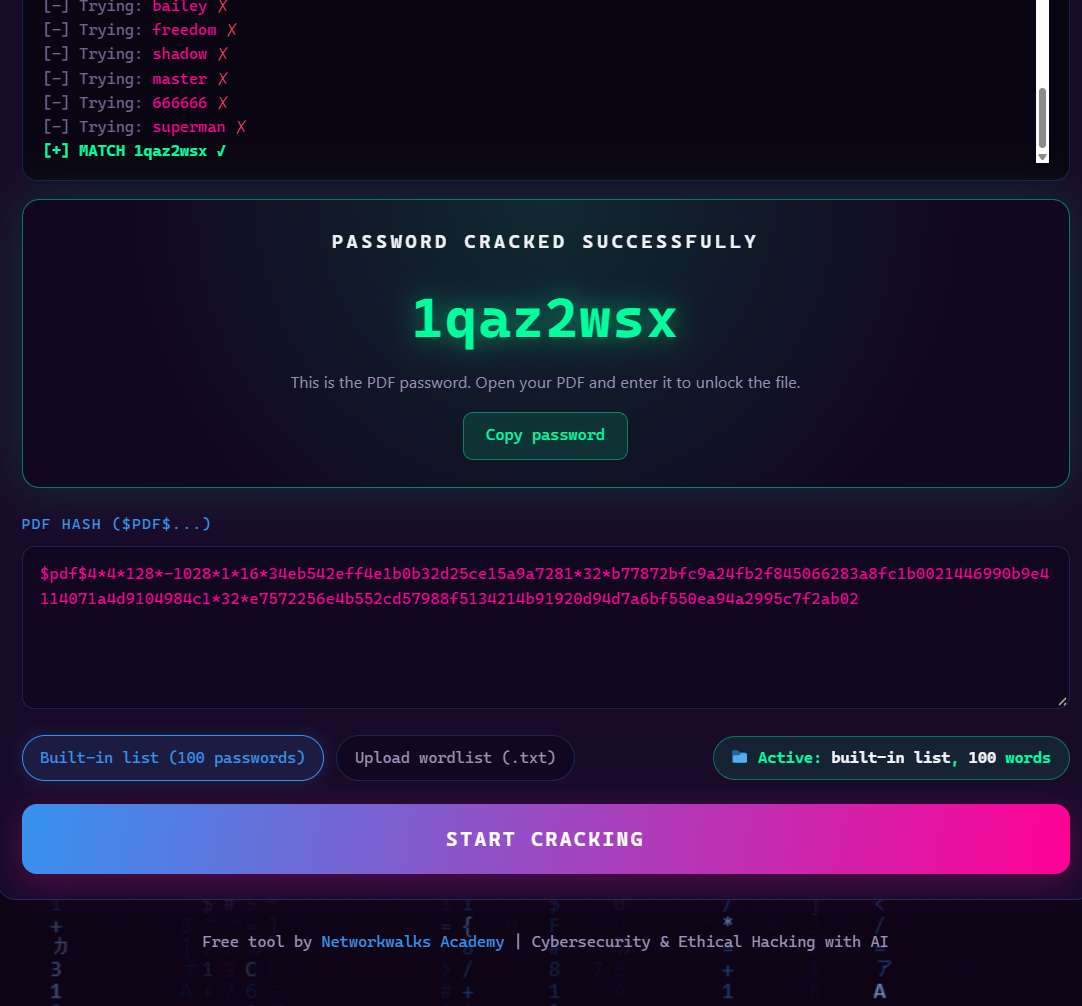 [-] Trying: bailey ✗
[-] Trying: freedom ✗
[-] Trying: shadow ✗
[-] Trying: master ✗
[-] Trying: 666666 ✗
[-] Trying: superman ✗
[+] MATCH 1qaz2wsx ✓
PASSWORD CRACKED SUCCESSFULLY
1qaz2wsx
This is the PDF password. Open your PDF and enter it to unlock the file.
Copy password
PDF HASH ($PDF$...)
$pdf$4*4*128*-1028*1*16*34eb542eff4e1b0b32d25ce15a9a7281*32*b77872bfc9a24fb2f845066283a8fc1b0021446990b9e4
114071a4d9104984c1*32*e7572256e4b552cd57988f5134214b91920d94d7a6bf550ea94a2995c7f2ab02
Built-in list (100 passwords)
Upload wordlist (.txt)
Active: built-in list, 100 words
START CRACKING
Free tool by Networkwalks Academy | Cybersecurity & Ethical Hacking with AI